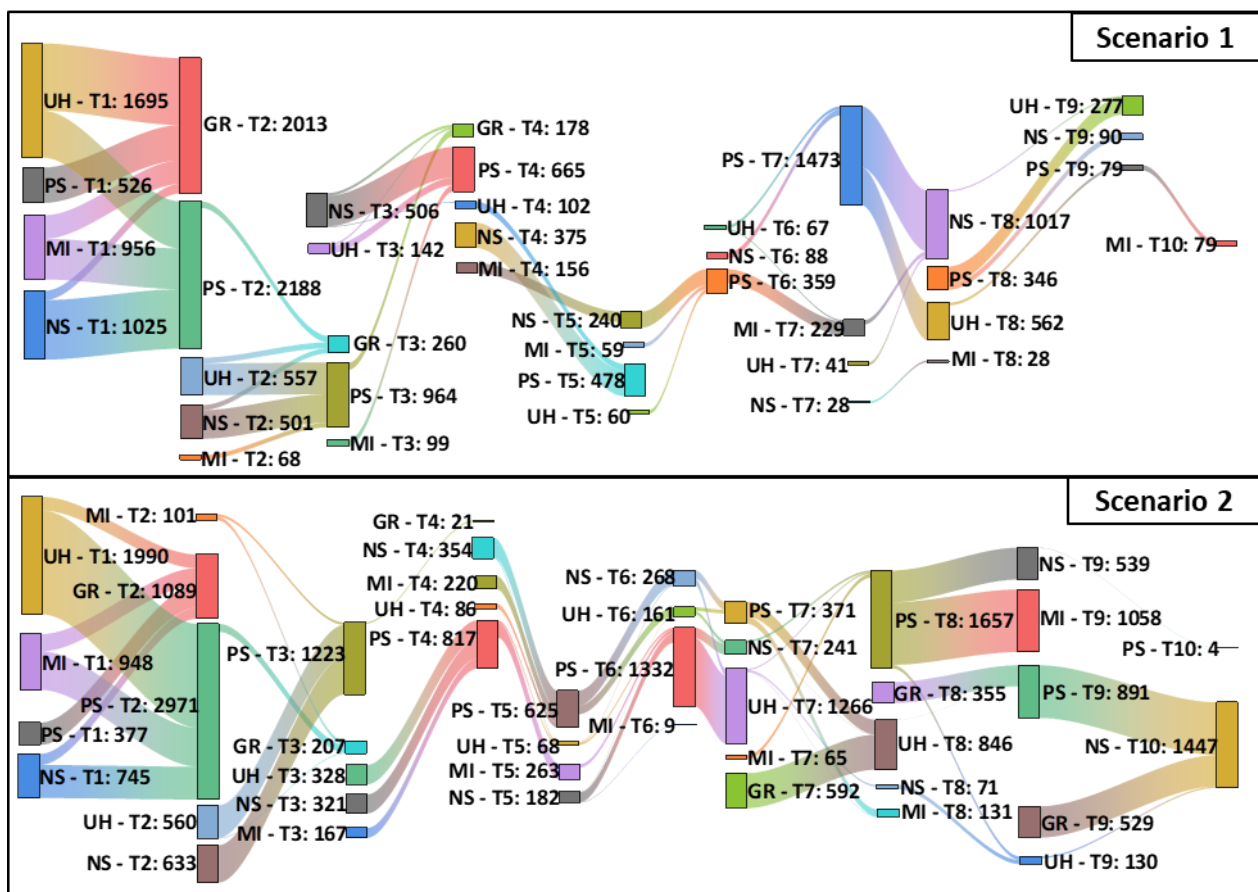 Scenario 1
UH - T1: 1695
PS - T1: 526
MI - T1: 956
NS - T1: 1025
GR - T2: 2013
PS - T2: 2188
UH - T2: 557
NS - T2: 501
MI - T2: 68
NS - T3: 506
UH - T3: 142
GR - T3: 260
PS - T3: 964
MI - T3: 99
GR - T4: 178
PS - T4: 665
UH - T4: 102
NS - T4: 375
MI - T4: 156
NS - T5: 240
MI - T5: 59
PS - T5: 478
UH - T5: 60
UH - T6: 67
NS - T6: 88
PS - T6: 359
PS - T7: 1473
MI - T7: 229
UH - T7: 41
NS - T7: 28
NS - T8: 1017
PS - T8: 346
UH - T8: 562
MI - T8: 28
UH - T9: 277
NS - T9: 90
PS - T9: 79
MI - T10: 79
Scenario 2
UH - T1: 1990
MI - T1: 948
PS - T1: 377
NS - T1: 745
MI - T2: 101
GR - T2: 1089
PS - T2: 2971
UH - T2: 560
NS - T2: 633
PS - T3: 1223
GR - T3: 207
UH - T3: 328
NS - T3: 321
MI - T3: 167
GR - T4: 21
NS - T4: 354
MI - T4: 220
UH - T4: 86
PS - T4: 817
PS - T5: 625
UH - T5: 68
MI - T5: 263
NS - T5: 182
NS - T6: 268
UH - T6: 161
PS - T6: 1332
MI - T6: 9
PS - T7: 371
NS - T7: 241
UH - T7: 1266
MI - T7: 65
GR - T7: 592
PS - T8: 1657
GR - T8: 355
UH - T8: 846
NS - T8: 71
MI - T8: 131
NS - T9: 539
MI - T9: 1058
PS - T9: 891
GR - T9: 529
UH - T9: 130
PS - T10: 4
NS - T10: 1447